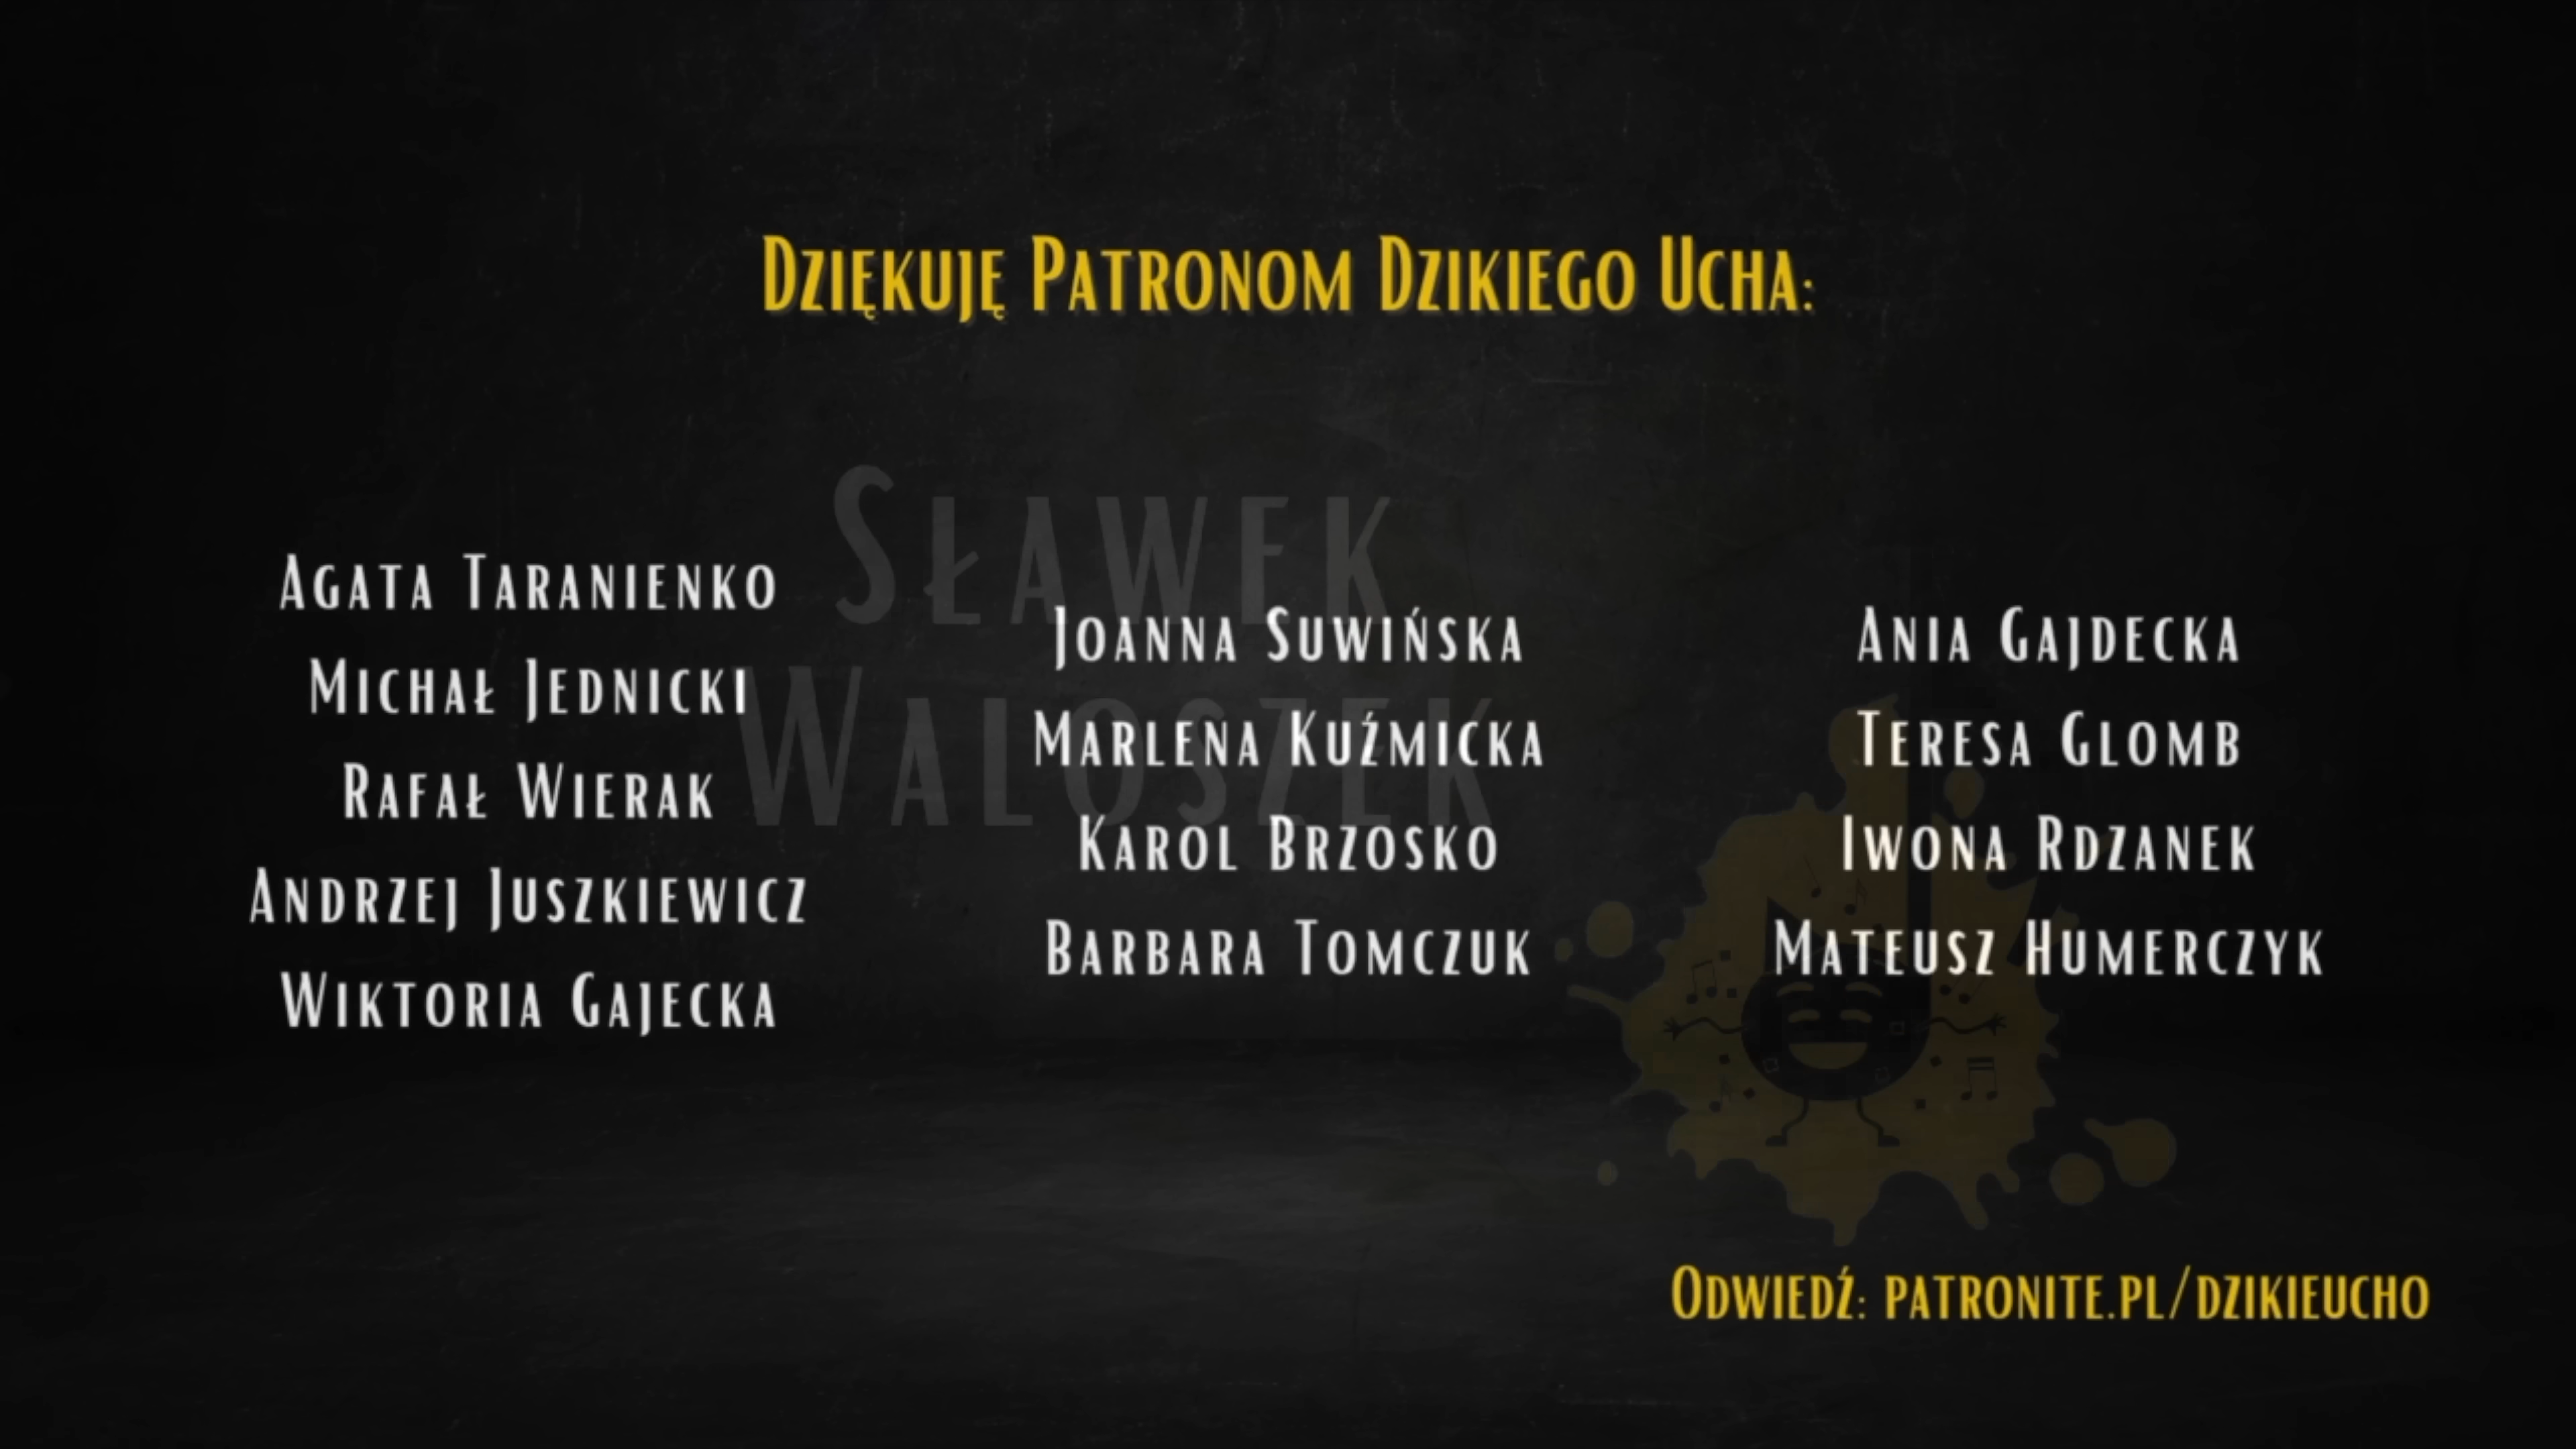 Dziękuję Patronom Dzikiego Ucha:
Sławek
Waloszek
Agata Taranienko
Michał Jednicki
Rafał Wierak
Andrzej Juszkiewicz
Wiktoria Gajecka
Joanna Suwińska
Marlena Kuźmicka
Karol Brzosko
Barbara Tomczuk
Ania Gajdecka
Teresa Glomb
Iwona Rdzanek
Mateusz Humerczyk
Odwiedź: patronite.pl/dzikieucho